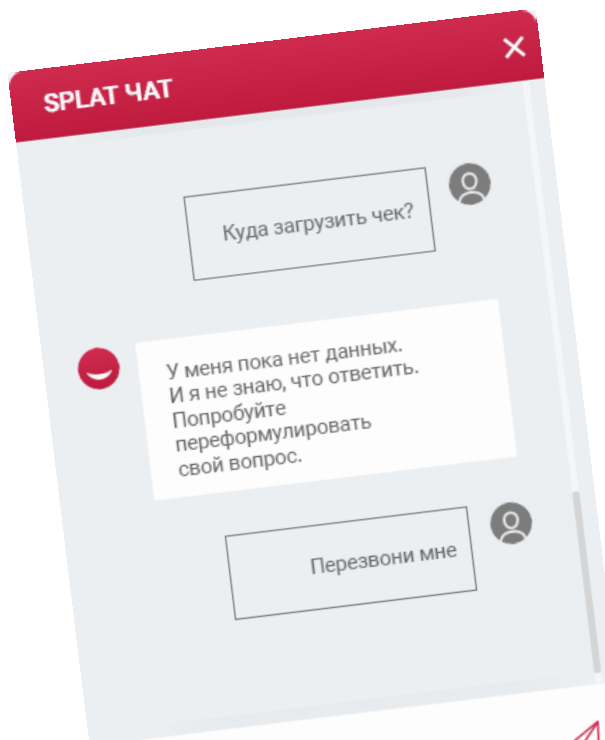 SPLAT ЧАТ
Куда загрузить чек?
У меня пока нет данных.
И я не знаю, что ответить.
Попробуйте
переформулировать
свой вопрос.
Перезвони мне